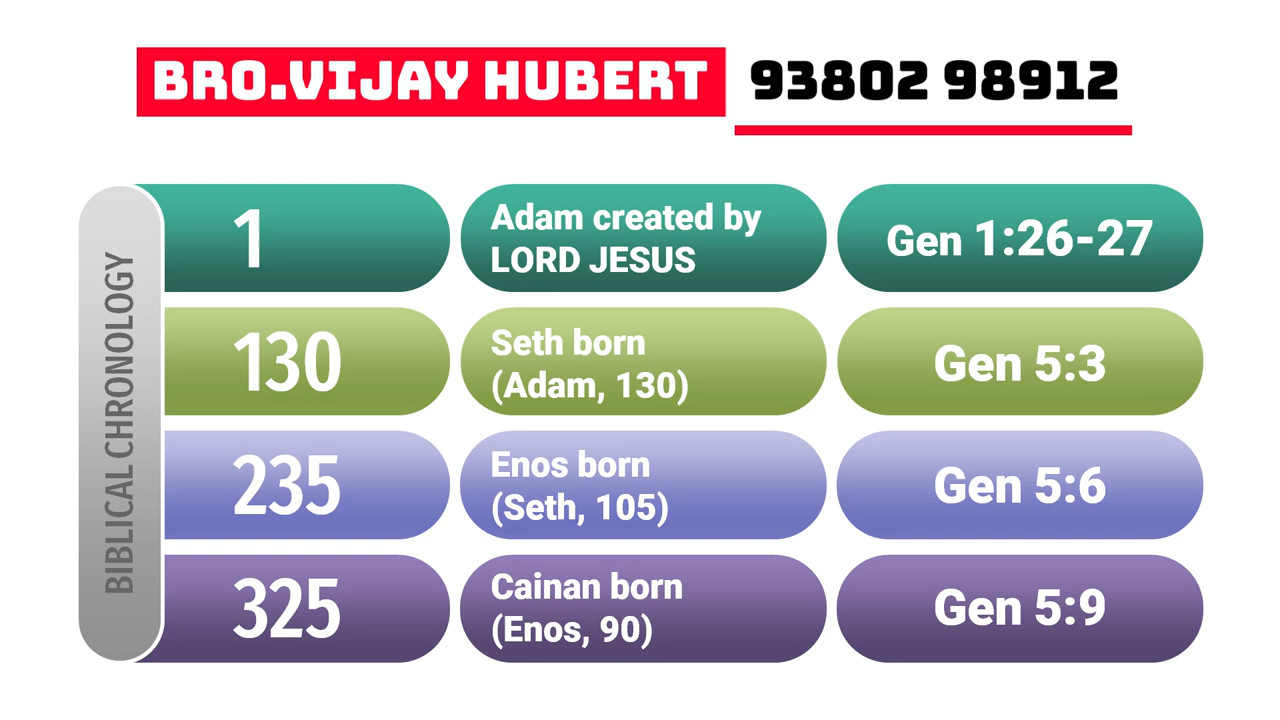 BRO.VIJAY HUBERT 93802 98912
BIBLICAL CHRONOLOGY
1
Adam created by
LORD JESUS
Gen 1:26-27
130
Seth born
(Adam, 130)
Gen 5:3
235
Enos born
(Seth, 105)
Gen 5:6
325
Cainan born
(Enos, 90)
Gen 5:9